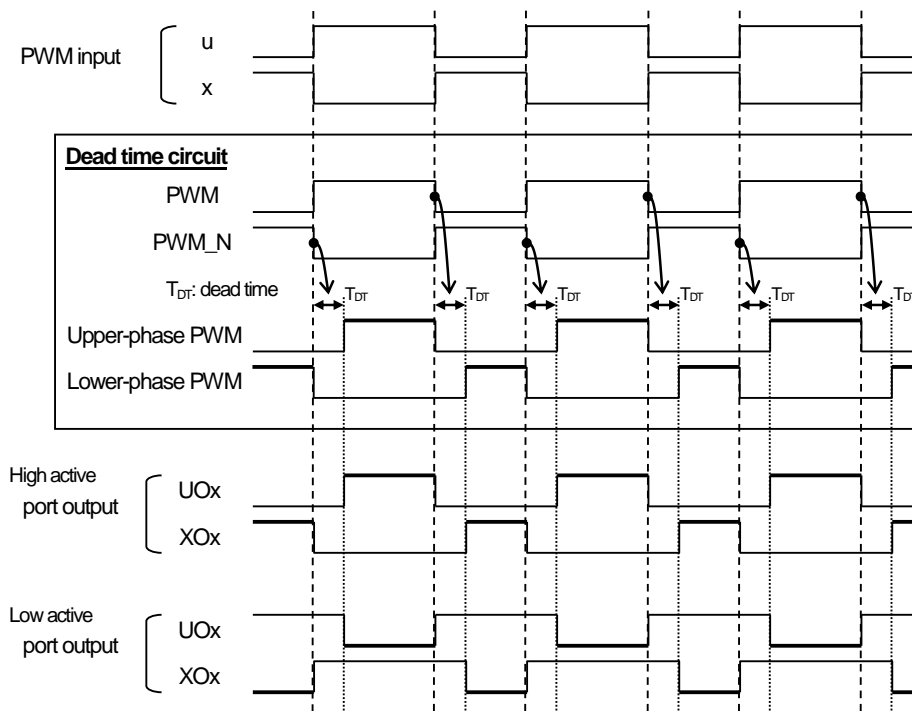 PWM input
u
x
Dead time circuit
PWM
PWM_N
TDT: dead time
TDT TDT TDT TDT TDT TDT
Upper-phase PWM
Lower-phase PWM
High active
port output
UOx
XOx
Low active
port output
UOx
XOx